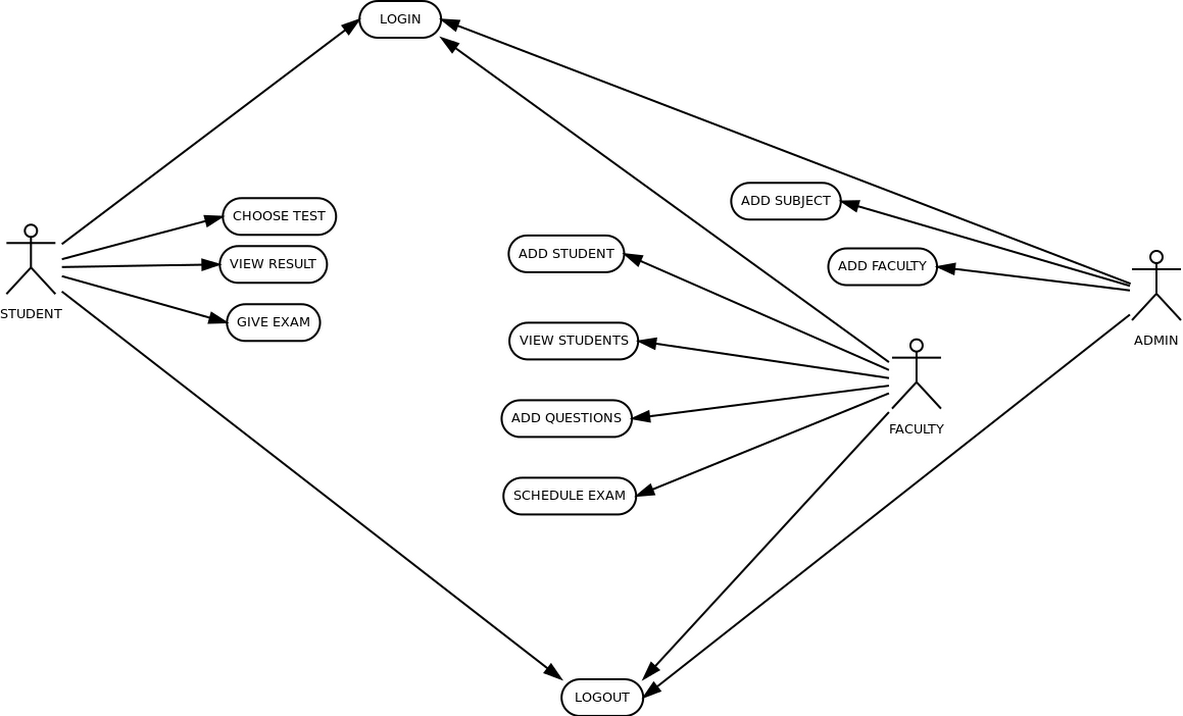 LOGIN
ADD SUBJECT
CHOOSE TEST
ADD STUDENT
VIEW RESULT
ADD FACULTY
STUDENT
GIVE EXAM
VIEW STUDENTS
ADMIN
ADD QUESTIONS
FACULTY
SCHEDULE EXAM
LOGOUT